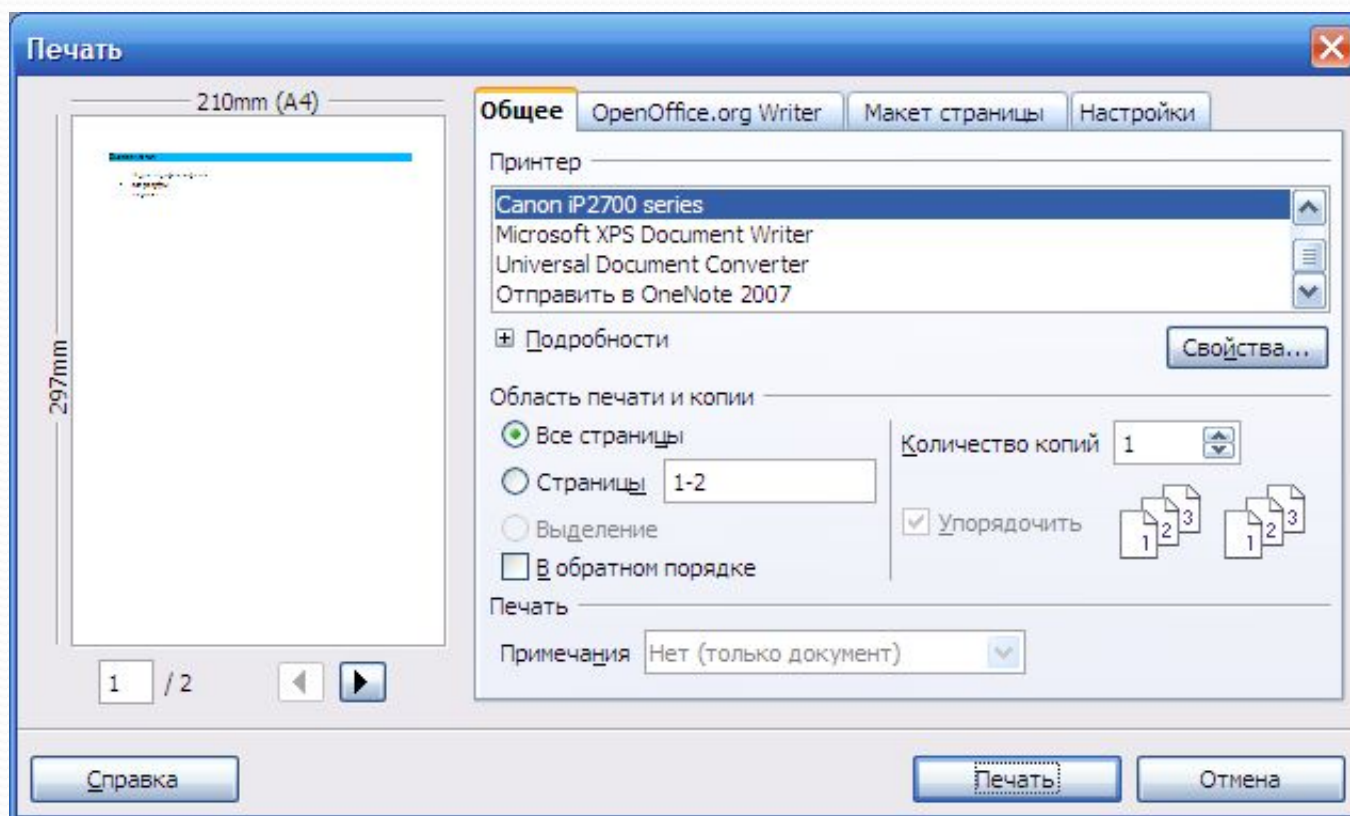 Печать
210mm (A4)
297mm
1 / 2
Общее OpenOffice.org Writer Макет страницы Настройки
Принтер
Canon iP2700 series
Microsoft XPS Document Writer
Universal Document Converter
Отправить в OneNote 2007
Подробности
Свойства...
Область печати и копии
Все страницы
Страницы 1-2
Выделение
В обратном порядке
Количество копий 1
Упорядочить
1 2 3 1 2 3
Печать
Примечания Нет (только документ)
Справка Печать Отмена